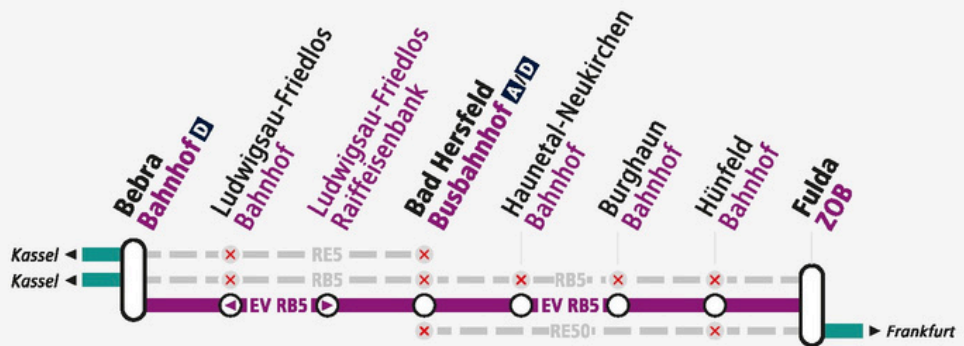 Bebra
Bahnhof D
Ludwigsau-Friedlos
Bahnhof
Ludwigsau-Friedlos
Raiffeisenbank
Bad Hersfeld
Busbahnhof A/D
Haunetal-Neukirchen
Bahnhof
Burghaun
Bahnhof
Hünfeld
Bahnhof
Fulda
ZOB
Kassel
RE5
Kassel
RB5
RB5
EV RB5
EV RB5
RE50
Frankfurt